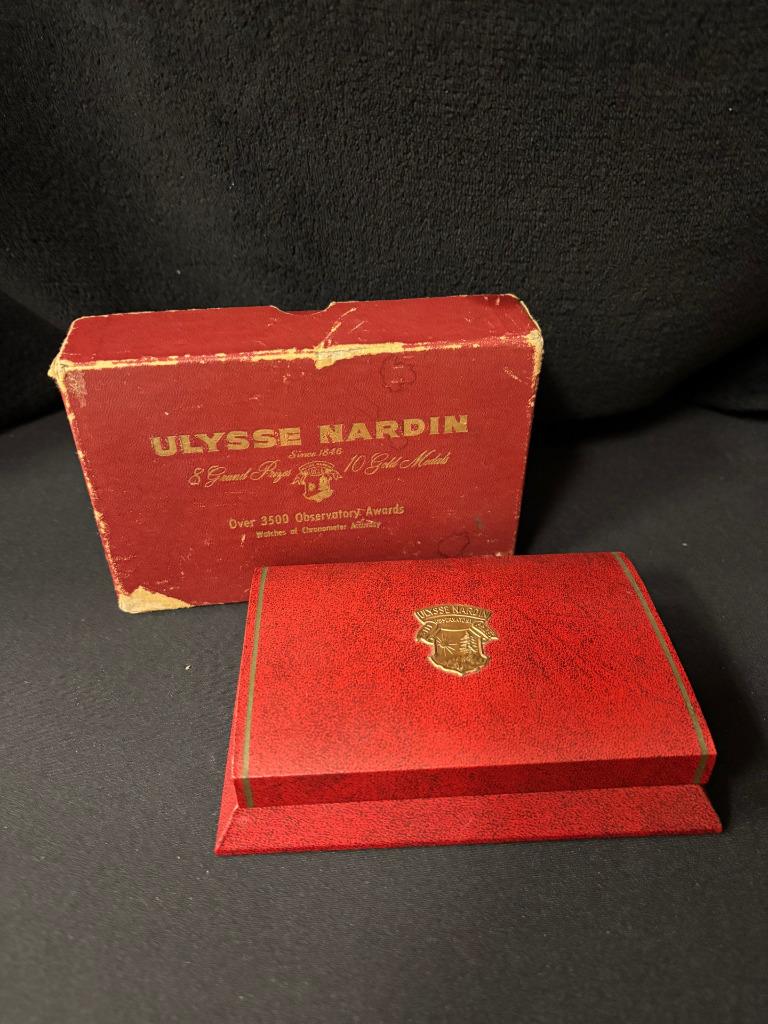 ULYSSE NARDIN
Since 1846
8 Grand Prizes 10 Gold Medals
Over 3500 Observatory Awards
Watches of Chronometer Accuracy
ULYSSE NARDIN
OBSERVATORY